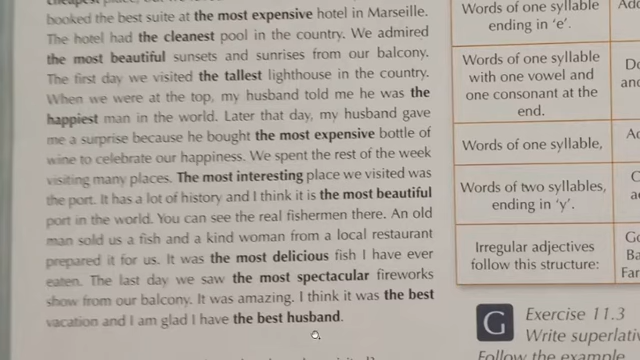 booked the best suite at the most expensive hotel in Marseille.
The hotel had the cleanest pool in the country. We admired
the most beautiful sunsets and sunrises from our balcony.
The first day we visited the tallest lighthouse in the country.
When we were at the top, my husband told me he was the
happiest man in the world. Later that day, my husband gave
me a surprise because he bought the most expensive bottle of
wine to celebrate our happiness. We spent the rest of the week
visiting many places. The most interesting place we visited was
the port. It has a lot of history and I think it is the most beautiful
port in the world. You can see the real fishermen there. An old
man sold us a fish and a kind woman from a local restaurant
prepared it for us. It was the most delicious fish I have ever
eaten. The last day we saw the most spectacular fireworks
show from our balcony. It was amazing. I think it was the best
vacation and I am glad I have the best husband.
Words of one syllable
ending in 'e'.
Words of one syllable
with one vowel and
one consonant at the
end.
Words of one syllable,
Words of two syllables,
ending in 'y'.
Irregular adjectives
follow this structure:
G
Exercise 11.3
Write
Follow the example